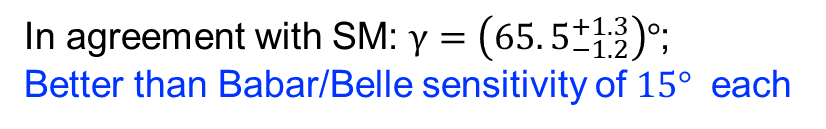 In agreement with SM: γ = (65.5⁺¹·³₋₁.₂)°;
Better than Babar/Belle sensitivity of 15° each